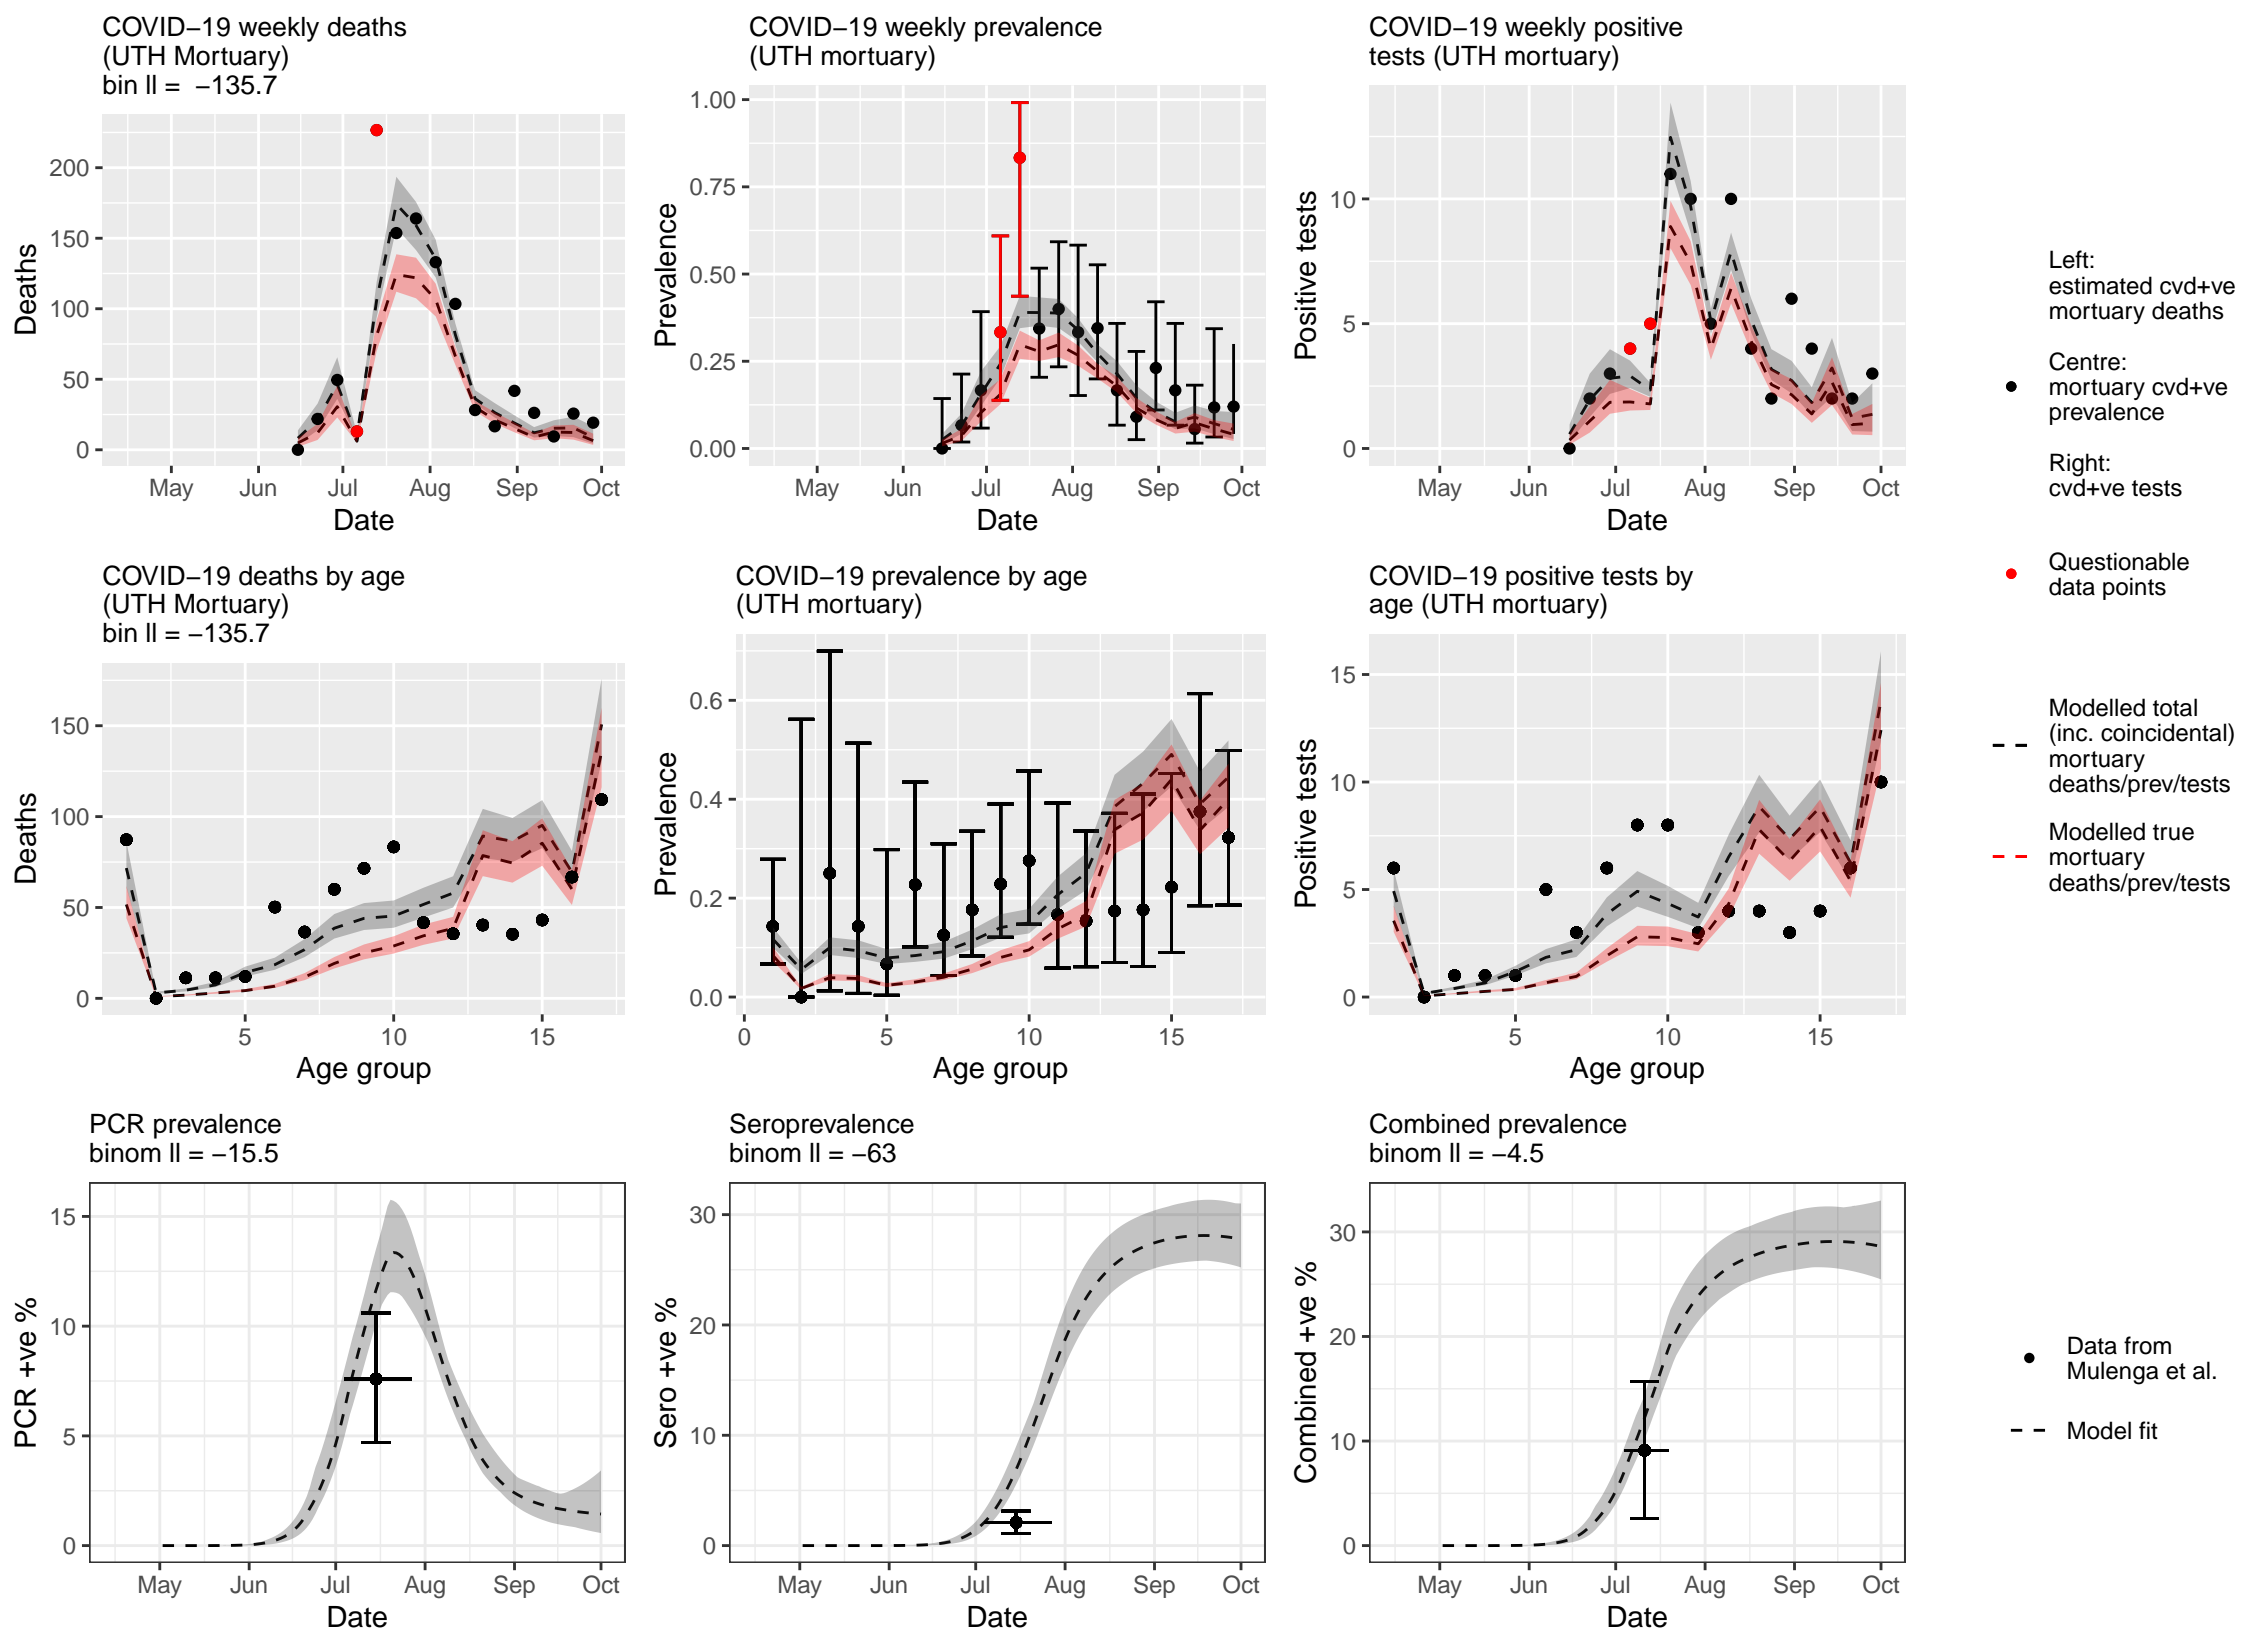 COVID−19 weekly deaths
(UTH Mortuary)
bin ll =  −135.7
Deaths
200
150
100
50
0
May
Jun
Jul
Aug
Sep
Oct
Date
COVID−19 weekly prevalence
(UTH mortuary)
Prevalence
1.00
0.75
0.50
0.25
0.00
May
Jun
Jul
Aug
Sep
Oct
Date
COVID−19 weekly positive
tests (UTH mortuary)
Positive tests
10
5
0
May
Jun
Jul
Aug
Sep
Oct
Date
Left:
estimated cvd+ve
mortuary deaths
Centre:
mortuary cvd+ve
prevalence
Right:
cvd+ve tests
Questionable
data points
Modelled total
(inc. coincidental)
mortuary
deaths/prev/tests
Modelled true
mortuary
deaths/prev/tests
COVID−19 deaths by age
(UTH Mortuary)
bin ll = −135.7
Deaths
150
100
50
0
5
10
15
Age group
COVID−19 prevalence by age
(UTH mortuary)
Prevalence
0.6
0.4
0.2
0.0
0
5
10
15
Age group
COVID−19 positive tests by
age (UTH mortuary)
Positive tests
15
10
5
0
5
10
15
Age group
PCR prevalence
binom ll = −15.5
PCR +ve %
15
10
5
0
May
Jun
Jul
Aug
Sep
Oct
Date
Seroprevalence
binom ll = −63
Sero +ve %
30
20
10
0
May
Jun
Jul
Aug
Sep
Oct
Date
Combined prevalence
binom ll = −4.5
Combined +ve %
30
20
10
0
May
Jun
Jul
Aug
Sep
Oct
Date
Data from
Mulenga et al.
Model fit